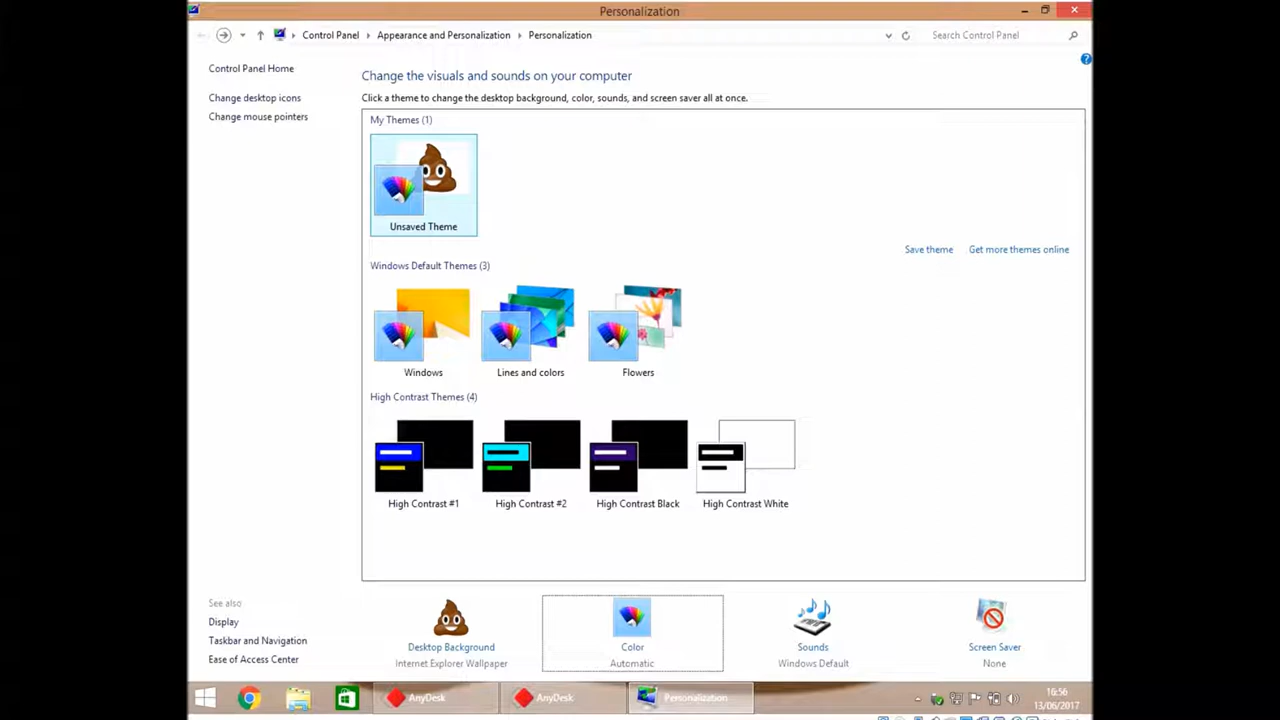 Personalization
Control Panel
Appearance and Personalization
Personalization
Search Control Panel
Control Panel Home
Change desktop icons
Change mouse pointers
Change the visuals and sounds on your computer
Click a theme to change the desktop background, color, sounds, and screen saver all at once.
My Themes (1)
Unsaved Theme
Save theme
Get more themes online
Windows Default Themes (3)
Windows
Lines and colors
Flowers
High Contrast Themes (4)
High Contrast #1
High Contrast #2
High Contrast Black
High Contrast White
See also
Display
Taskbar and Navigation
Ease of Access Center
Desktop Background
Internet Explorer Wallpaper
Color
Automatic
Sounds
Windows Default
Screen Saver
None
AnyDesk
AnyDesk
Personalization
16:56
13/06/2017